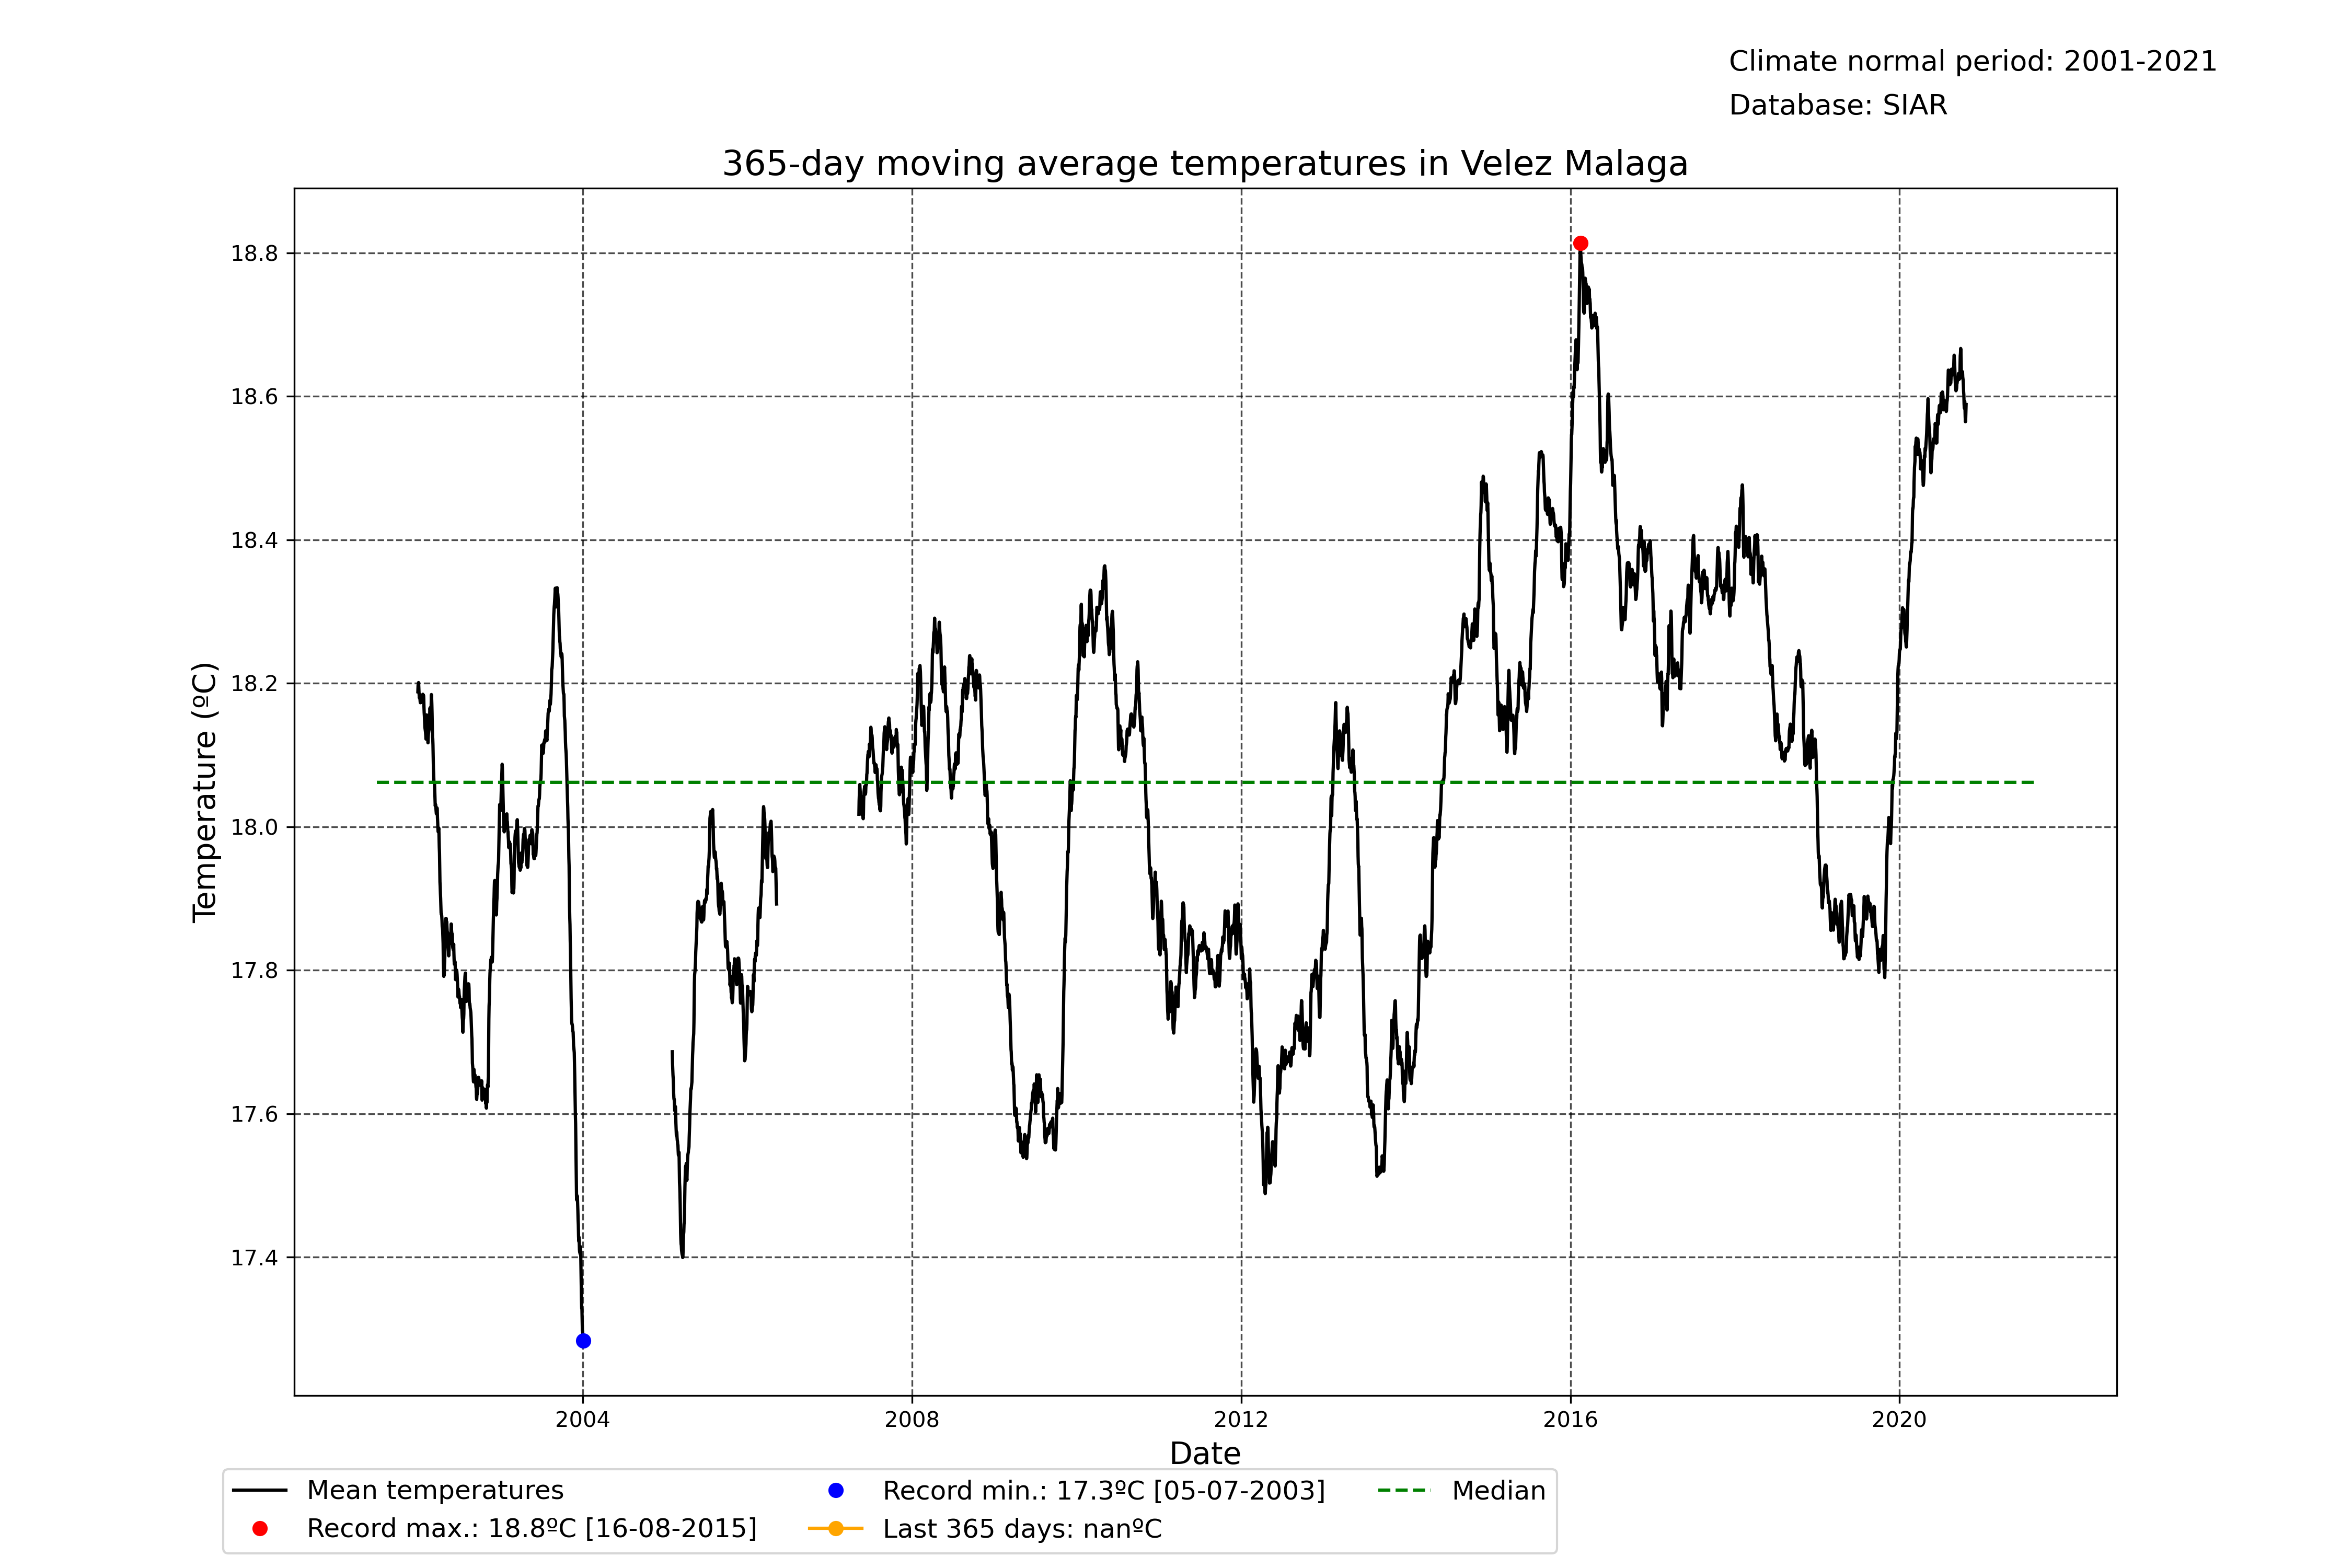 Climate normal period: 2001-2021
Database: SIAR
365-day moving average temperatures in Velez Malaga
18.8
18.6
18.4
18.2
18.0
17.8
17.6
17.4
Temperature (ºC)
2004 2008 2012 2016 2020
Date
Mean temperatures
Record max.: 18.8ºC [16-08-2015]
Record min.: 17.3ºC [05-07-2003]
Last 365 days: nanºC
Median